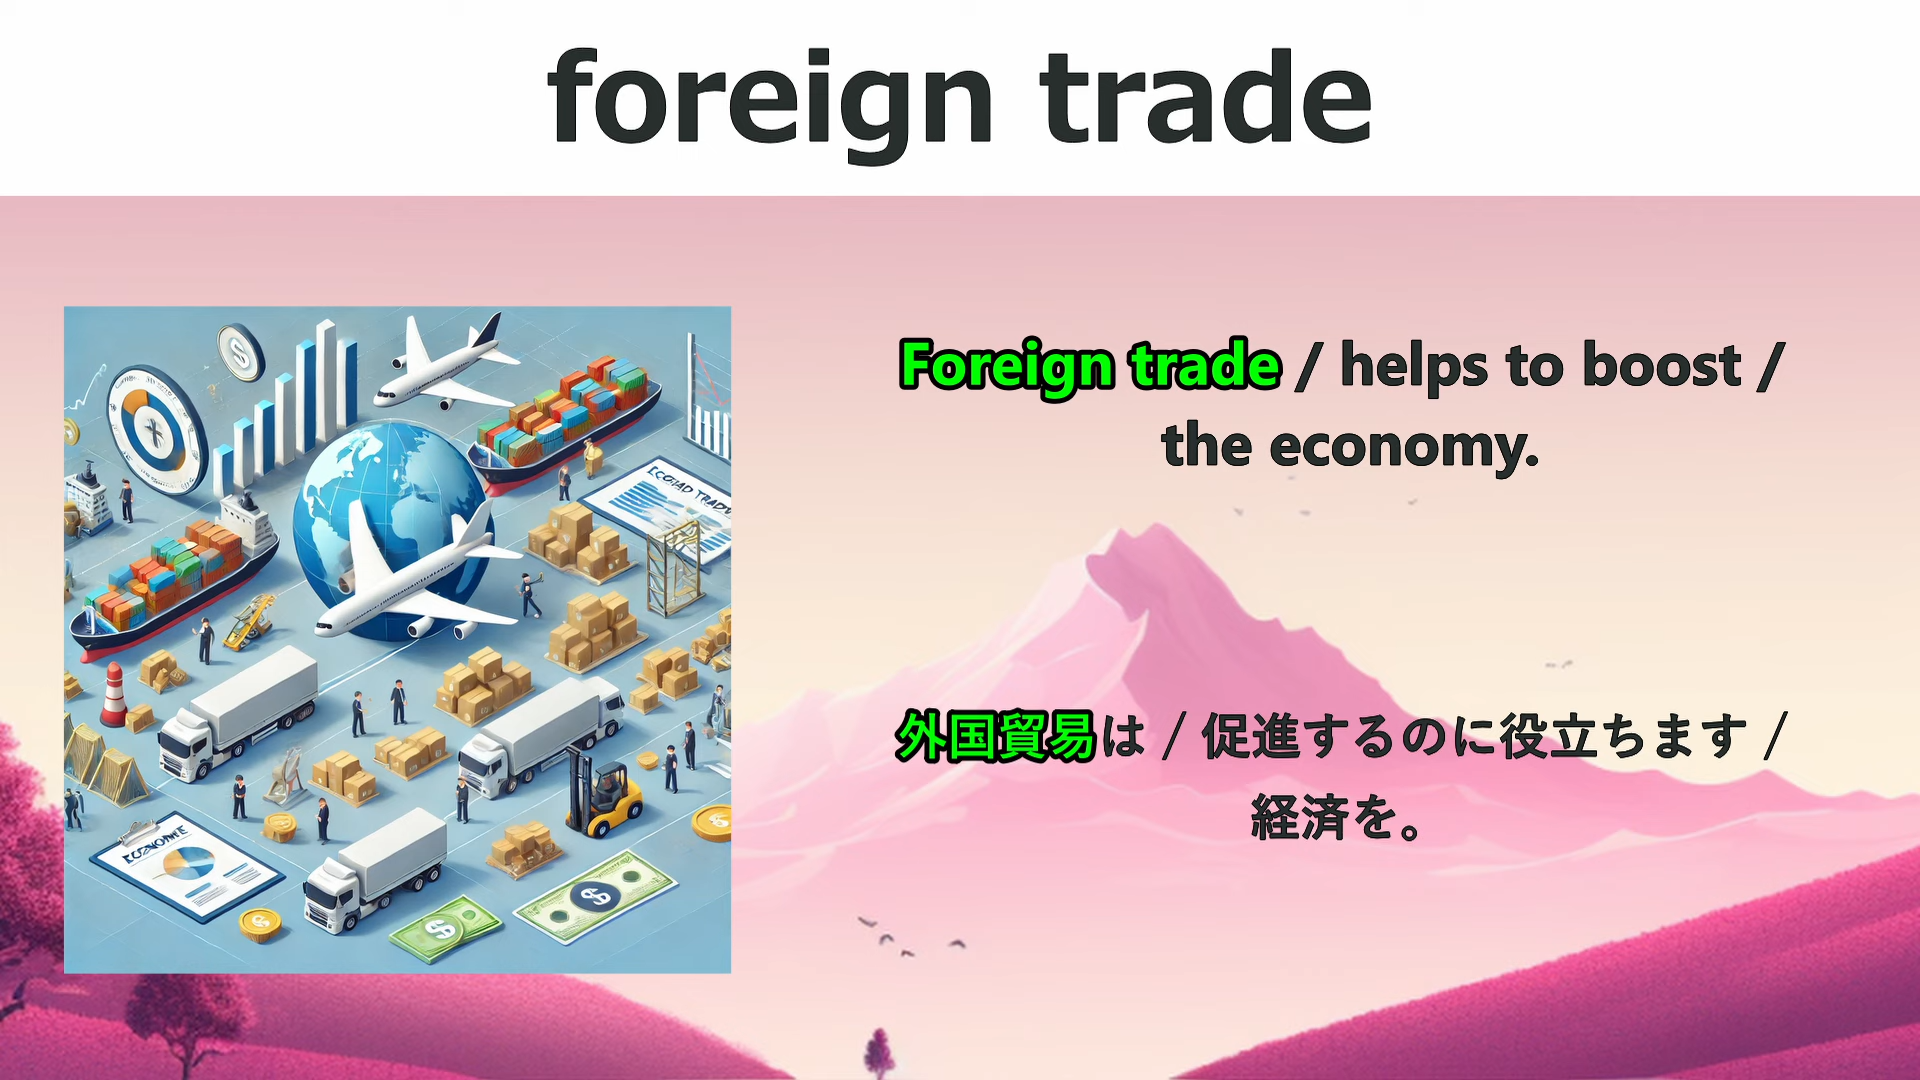 foreign trade
Foreign trade / helps to boost /
the economy.
外国貿易は / 促進するのに役立ちます /
経済を。